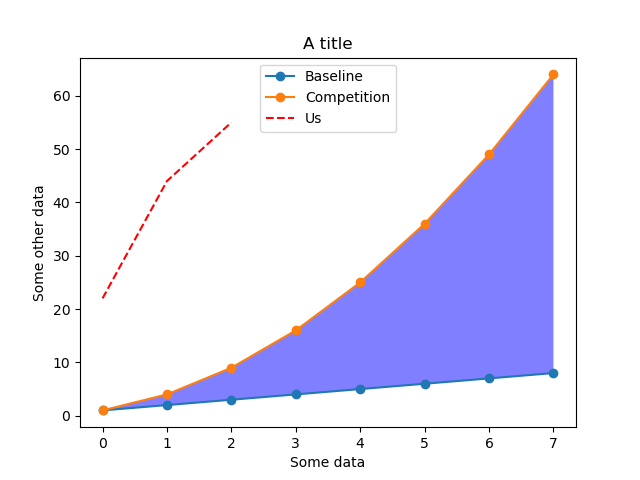 A title
Baseline
Competition
Us
Some other data
60
50
40
30
20
10
0
0 1 2 3 4 5 6 7
Some data